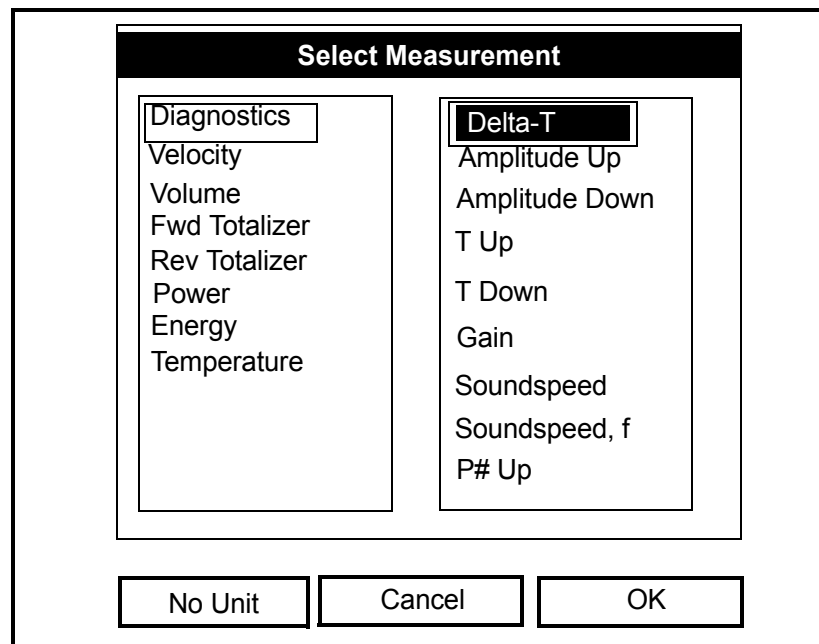 Select Measurement
Diagnostics
Velocity
Volume
Fwd Totalizer
Rev Totalizer
Power
Energy
Temperature
Delta-T
Amplitude Up
Amplitude Down
T Up
T Down
Gain
Soundspeed
Soundspeed, f
P# Up
No Unit
Cancel
OK